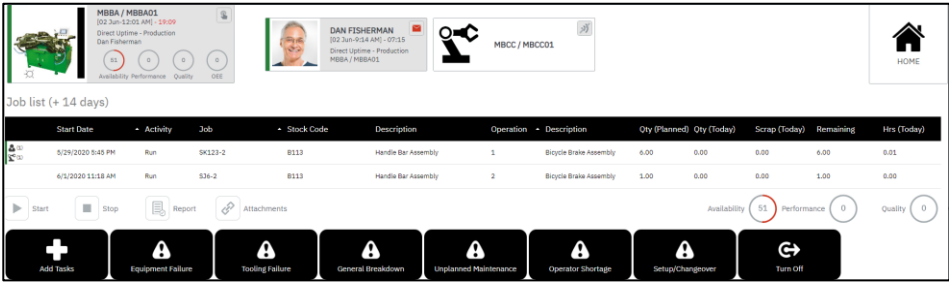 MBBA / MBBA01
[02 Jun-12:01 AM] - 19:09
Direct Uptime - Production
Dan Fisherman
51 0 0 0
Availability Performance Quality OEE
DAN FISHERMAN
[02 Jun-9:14 AM] - 07:15
Direct Uptime - Production
MBBA / MBBA01
MBCC / MBCC01
HOME
Job list (+ 14 days)
Start Date Activity Job Stock Code Description Operation Description Qty (Planned) Qty (Today) Scrap (Today) Remaining Hrs (Today)
(1)
(1)
5/29/2020 5:45 PM Run SK123-2 B113 Handle Bar Assembly 1 Bicycle Brake Assembly 6.00 0.00 0.00 6.00 0.01
6/1/2020 11:18 AM Run SJ6-2 B113 Handle Bar Assembly 2 Bicycle Brake Assembly 1.00 0.00 0.00 1.00 0.00
Start Stop Report Attachments Availability 51 Performance 0 Quality 0
Add Tasks Equipment Failure Tooling Failure General Breakdown Unplanned Maintenance Operator Shortage Setup/Changeover Turn Off